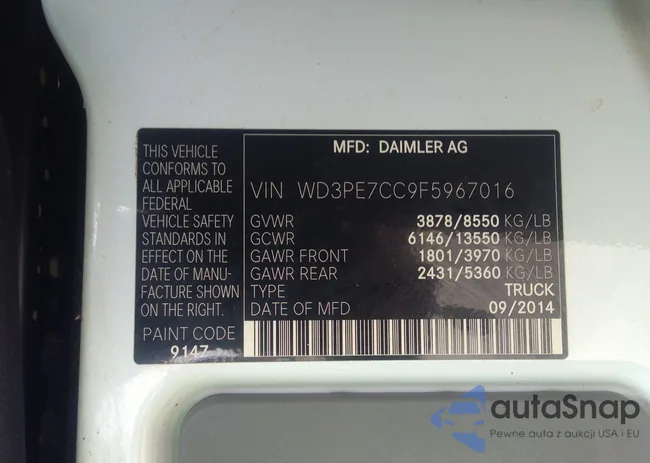 THIS VEHICLE
CONFORMS TO
ALL APPLICABLE
FEDERAL
VEHICLE SAFETY
STANDARDS IN
EFFECT ON THE
DATE OF MANU-
FACTURE SHOWN
ON THE RIGHT.
PAINT CODE
9147
MFD: DAIMLER AG
VIN WD3PE7CC9F5967016
GVWR 3878/8550 KG/LB
GCWR 6146/13550 KG/LB
GAWR FRONT 1801/3970 KG/LB
GAWR REAR 2431/5360 KG/LB
TYPE TRUCK
DATE OF MFD 09/2014
autaSnap
Pewne auta z aukcji USA i EU